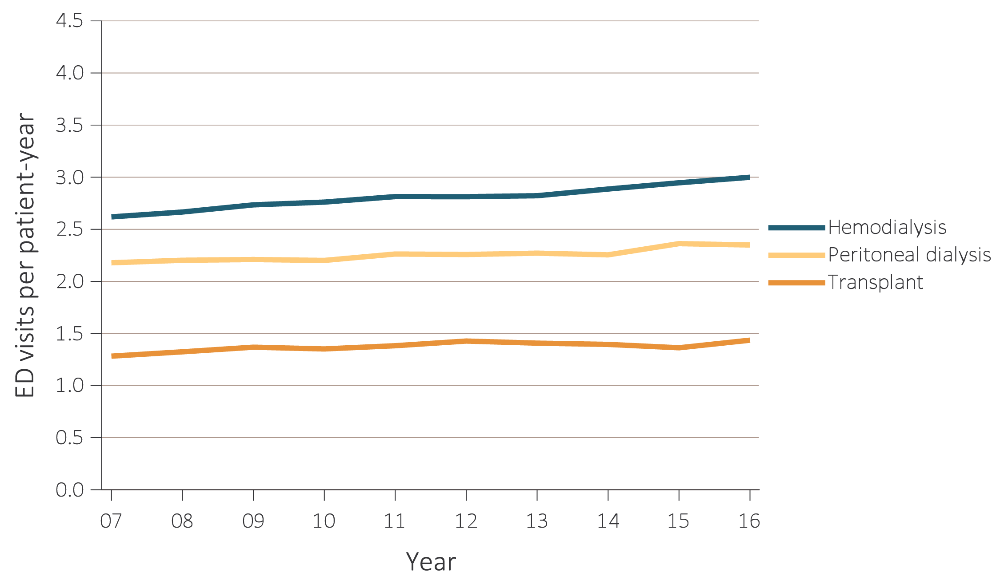 ED visits per patient-year
4.5
4.0
3.5
3.0
2.5
2.0
1.5
1.0
0.5
0.0
07 08 09 10 11 12 13 14 15 16
Year
Hemodialysis
Peritoneal dialysis
Transplant